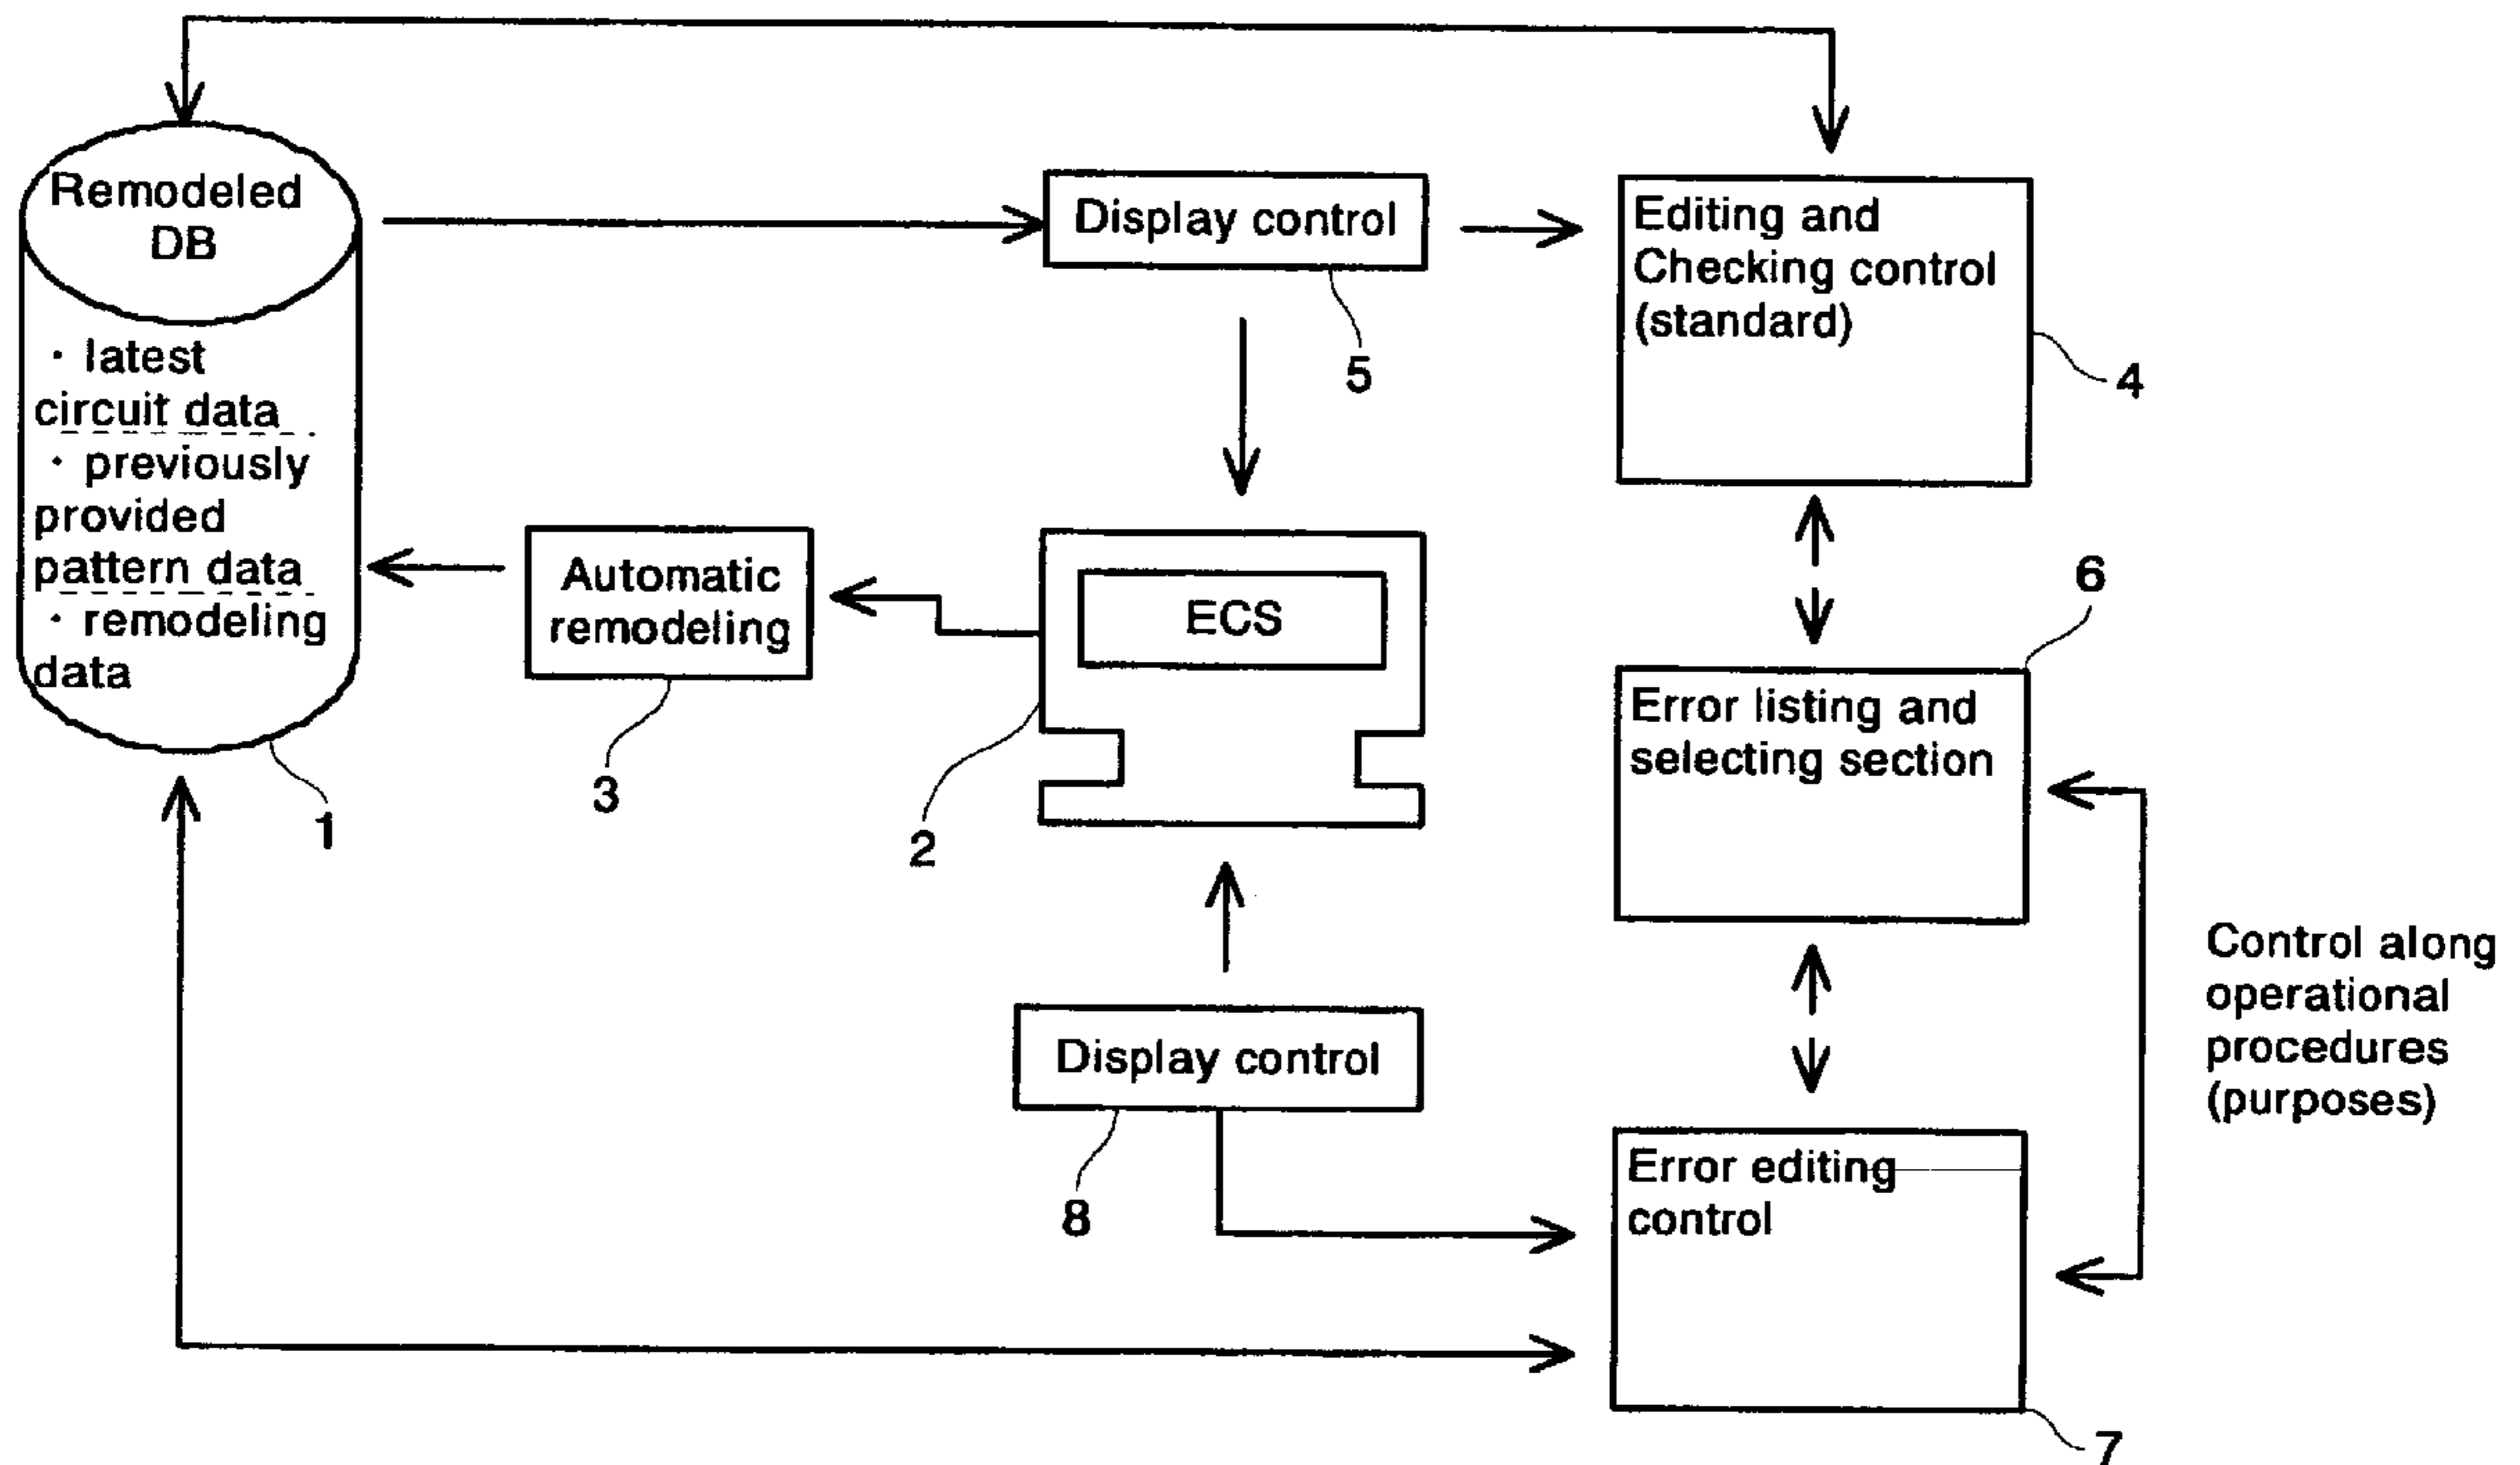 Remodeled
DB
・latest
circuit data
・previously
provided
pattern data
・remodeling
data
1
Display control
5
Editing and
Checking control
(standard)
4
Automatic
remodeling
3
ECS
2
6
Error listing and
selecting section
Control along
operational
procedures
(purposes)
Display control
8
Error editing
control
7